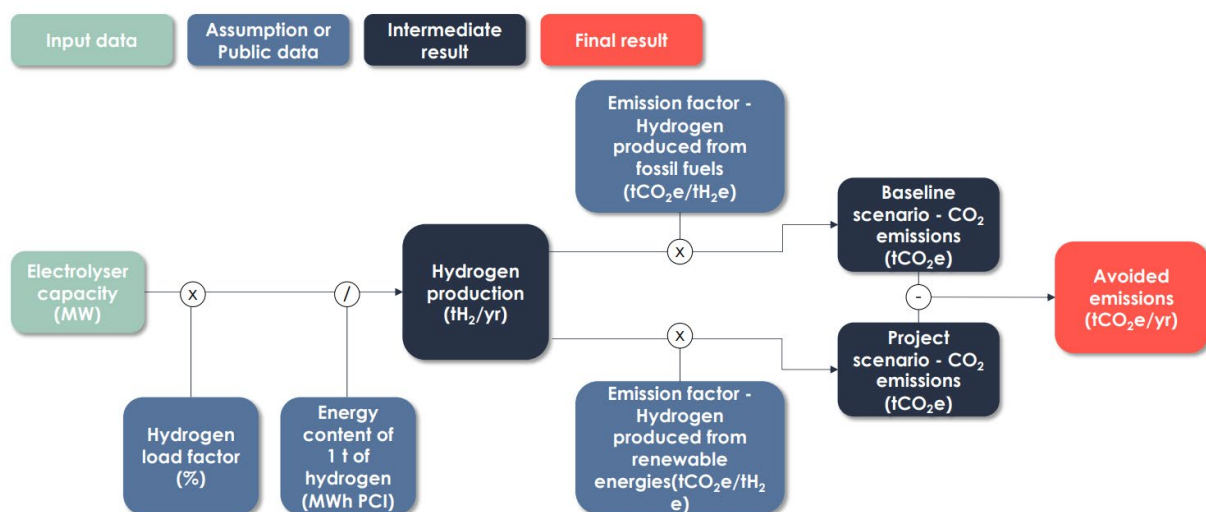 Input data
Assumption or
Public data
Intermediate
result
Final result
Emission factor -
Hydrogen
produced from
fossil fuels
(tCO₂e/tH₂e)
Baseline
scenario - CO₂
emissions
(tCO₂e)
Electrolyser
capacity
(MW)
x
/
Hydrogen
production
(tH₂/yr)
x
-
Avoided
emissions
(tCO₂e/yr)
x
Project
scenario - CO₂
emissions
(tCO₂e)
Hydrogen
load factor
(%)
Energy
content of
1 t of
hydrogen
(MWh PCI)
Emission factor -
Hydrogen
produced from
renewable
energies(tCO₂e/tH₂
e)